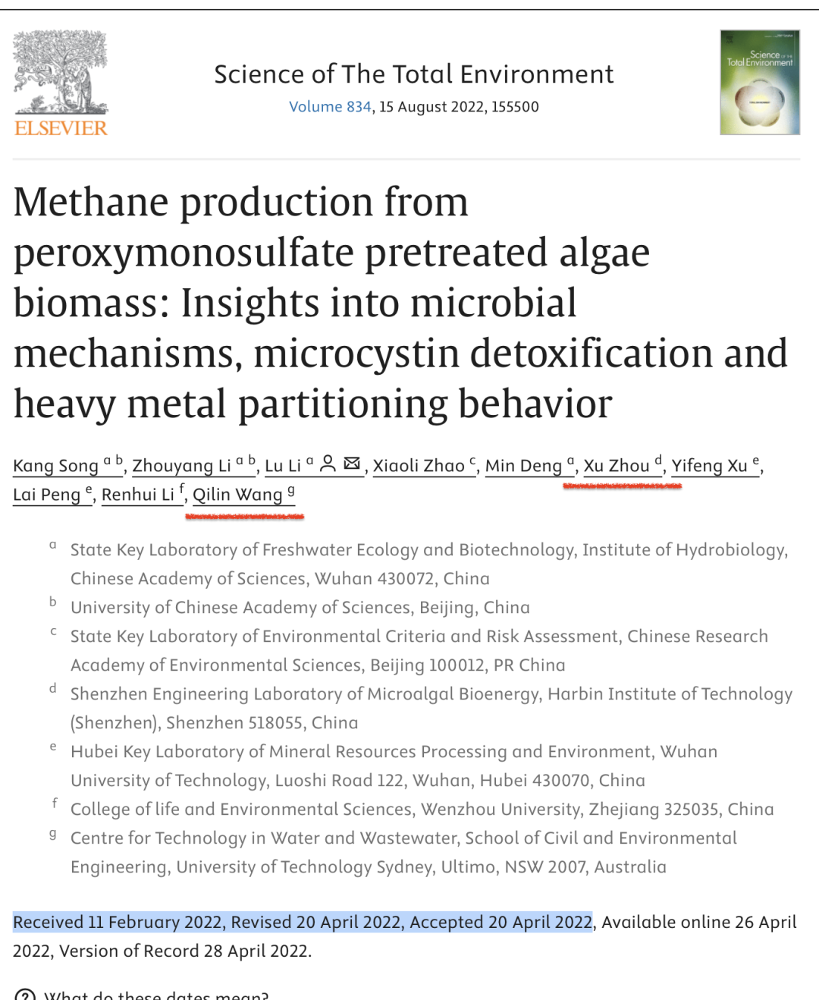 ELSEVIER
Science of The Total Environment
Volume 834, 15 August 2022, 155500
Science OF THE
Total Environment
Methane production from
peroxymonosulfate pretreated algae
biomass: Insights into microbial
mechanisms, microcystin detoxification and
heavy metal partitioning behavior
Kang Song a b, Zhouyang Li a b, Lu Li a, Xiaoli Zhao c, Min Deng a, Xu Zhou d, Yifeng Xu e,
Lai Peng e, Renhui Li f, Qilin Wang g
a State Key Laboratory of Freshwater Ecology and Biotechnology, Institute of Hydrobiology,
Chinese Academy of Sciences, Wuhan 430072, China
b University of Chinese Academy of Sciences, Beijing, China
c State Key Laboratory of Environmental Criteria and Risk Assessment, Chinese Research
Academy of Environmental Sciences, Beijing 100012, PR China
d Shenzhen Engineering Laboratory of Microalgal Bioenergy, Harbin Institute of Technology
(Shenzhen), Shenzhen 518055, China
e Hubei Key Laboratory of Mineral Resources Processing and Environment, Wuhan
University of Technology, Luoshi Road 122, Wuhan, Hubei 430070, China
f College of life and Environmental Sciences, Wenzhou University, Zhejiang 325035, China
g Centre for Technology in Water and Wastewater, School of Civil and Environmental
Engineering, University of Technology Sydney, Ultimo, NSW 2007, Australia
Received 11 February 2022, Revised 20 April 2022, Accepted 20 April 2022, Available online 26 April
2022, Version of Record 28 April 2022.
What do these dates mean?